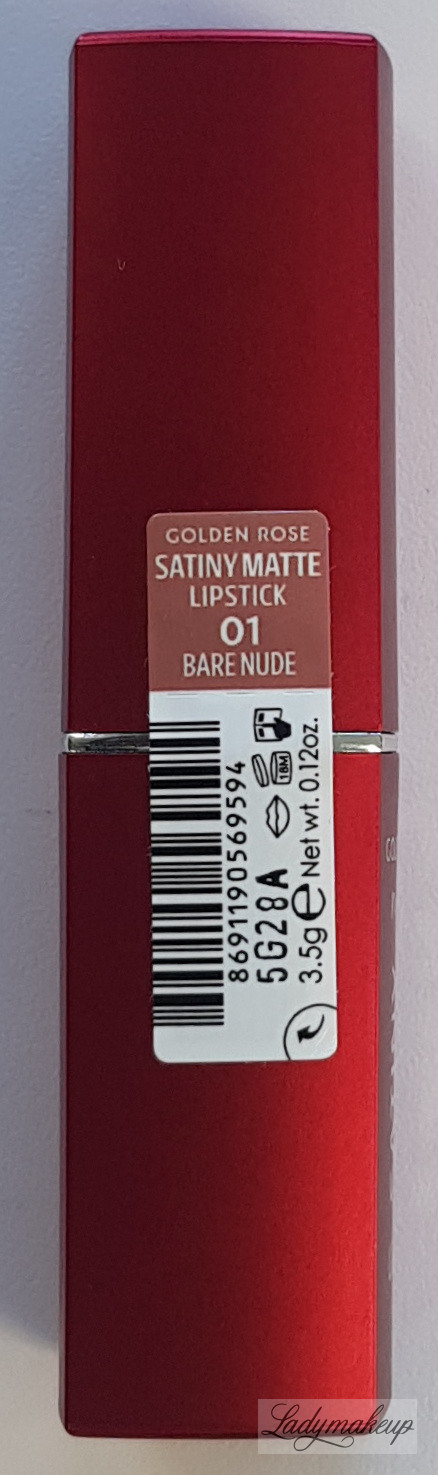 GOLDEN ROSE
SATINY MATTE
LIPSTICK
01
BARE NUDE
8691190569594
18M
5G28A
3.5g e Net wt. 0.12oz.
Ladymakeup